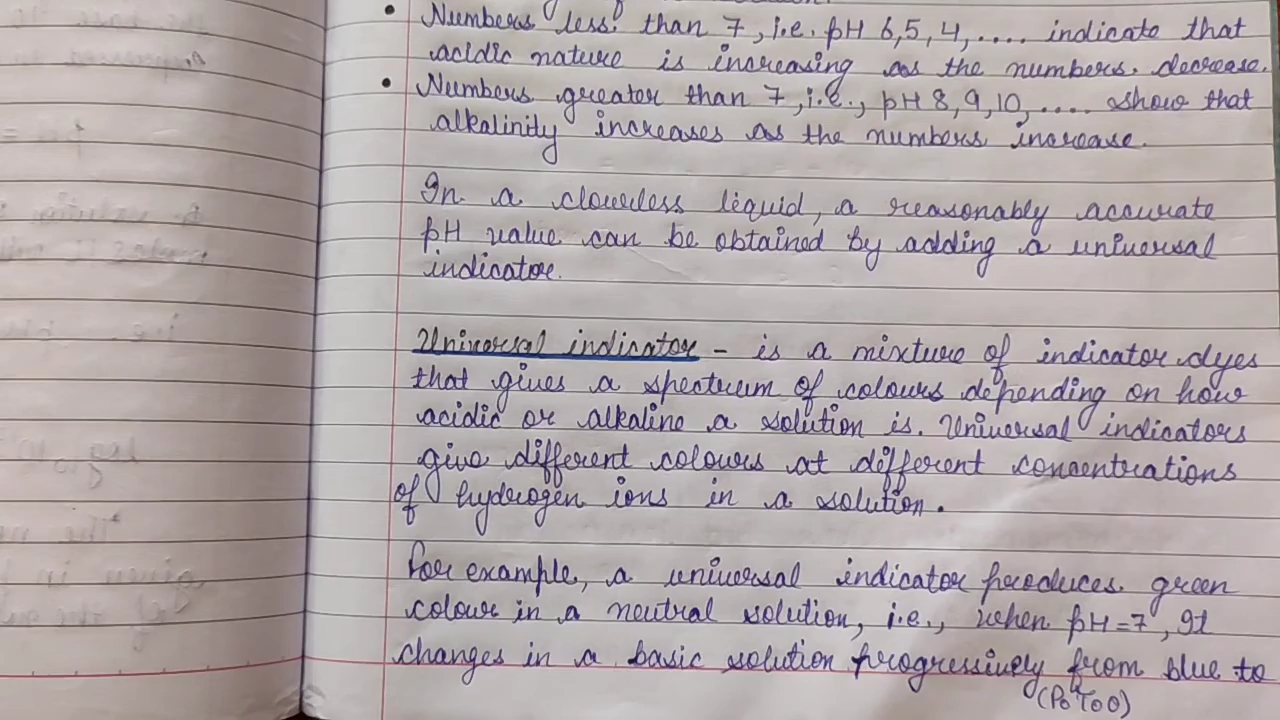 • Numbers less than 7, i.e. pH 6,5,4,.... indicate that
acidic nature is increasing as the numbers decrease.
• Numbers greater than 7, i.e., pH 8,9,10,.... show that
alkalinity increases as the numbers increase.
In a clourless liquid, a reasonably accurate
pH value can be obtained by adding a universal
indicator.
Universal indicator - is a mixture of indicator dyes
that gives a spectrum of colours depending on how
acidic or alkaline a solution is. Universal indicators
give different colours at different concentrations
of hydrogen ions in a solution.
For example, a universal indicator produces green
colour in a neutral solution, i.e., when pH=7, It
changes in a basic solution progressively from blue to
(P.T.O)